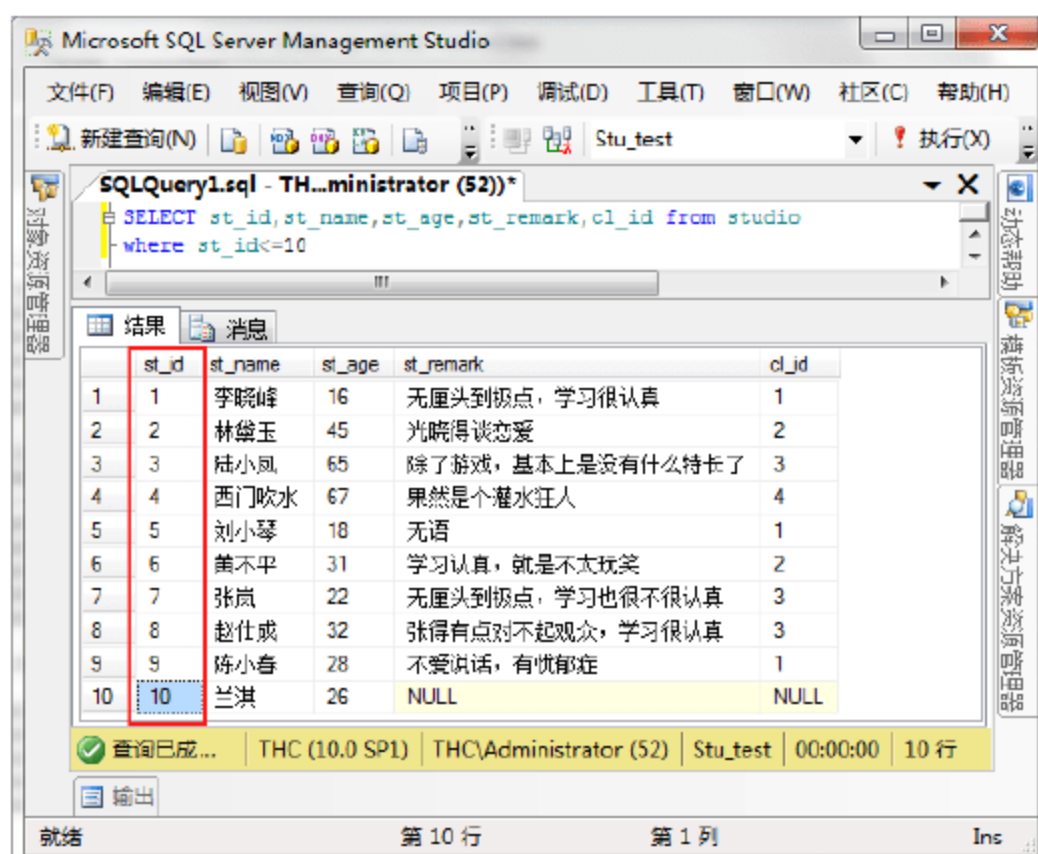 Microsoft SQL Server Management Studio
文件(F) 编辑(E) 视图(V) 查询(Q) 项目(P) 调试(D) 工具(T) 窗口(W) 社区(C) 帮助(H)
新建查询(N) Stu_test 执行(X)
SQLQuery1.sql - TH...ministrator (52))*
SELECT st_id,st_name,st_age,st_remark,cl_id from studio
where st_id<=10
对象资源管理器
动态帮助
模板资源管理器
解决方案资源管理器
结果 消息
st_id st_name st_age st_remark cl_id
1 1 李晓峰 16 无厘头到极点，学习很认真 1
2 2 林黛玉 45 光晓得谈恋爱 2
3 3 陆小凤 65 除了游戏，基本上是没有什么特长了 3
4 4 西门吹水 67 果然是个灌水狂人 4
5 5 刘小琴 18 无语 1
6 6 黄不平 31 学习认真，就是不太玩笑 2
7 7 张岚 22 无厘头到极点，学习也很不很认真 3
8 8 赵仕成 32 张得有点对不起观众，学习很认真 3
9 9 陈小春 28 不爱说话，有忧郁症 1
10 10 兰淇 26 NULL NULL
查询已成... THC (10.0 SP1) THC\Administrator (52) Stu_test 00:00:00 10 行
输出
就绪 第 10 行 第 1 列 Ins